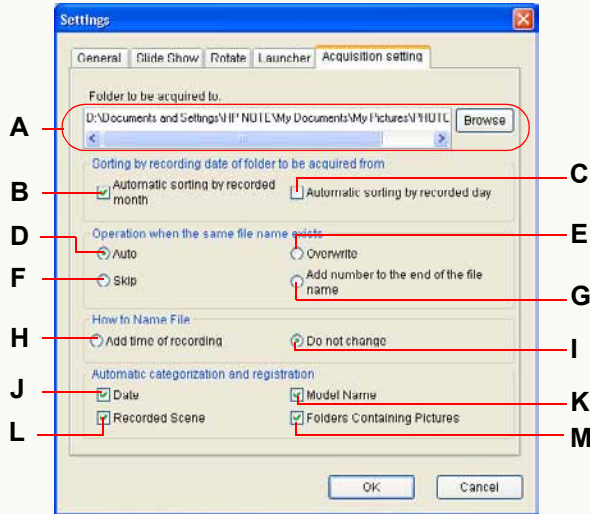 Settings
General Slide Show Rotate Launcher Acquisition setting
Folder to be acquired to.
A
D:\Documents and Settings\HP NOTE\My Documents\My Pictures\PHOTC Browse
Sorting by recording date of folder to be acquired from
C
B
Automatic sorting by recorded month
Automatic sorting by recorded day
Operation when the same file name exists
D
Auto
Overwrite
E
F
Skip
Add number to the end of the file name
G
How to Name File
H
Add time of recording
Do not change
I
Automatic categorization and registration
J
Date
Model Name
K
L
Recorded Scene
Folders Containing Pictures
M
OK Cancel